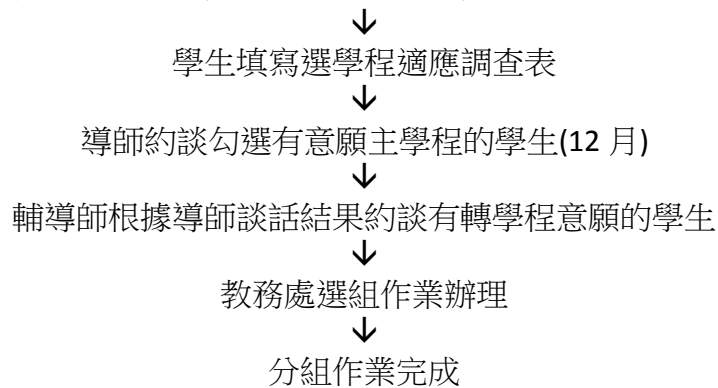 ↓
學生填寫選學程適應調查表
↓
導師約談勾選有意願主學程的學生(12 月)
↓
輔導師根據導師談話結果約談有轉學程意願的學生
↓
教務處選組作業辦理
↓
分組作業完成